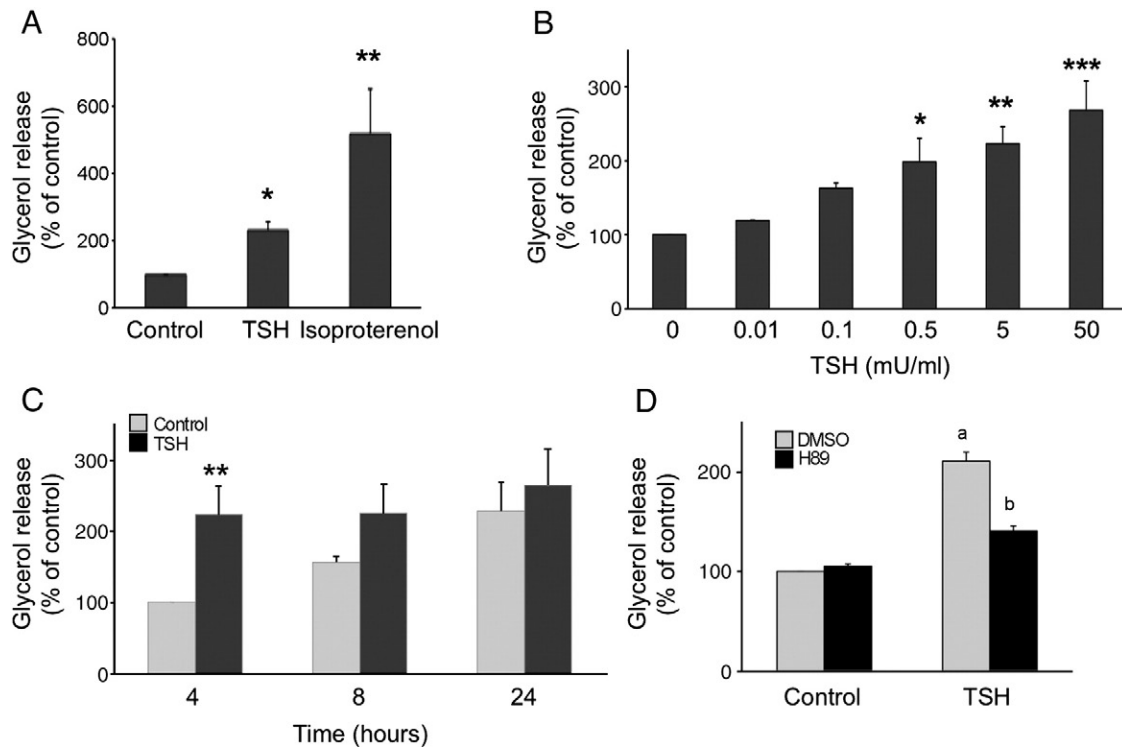 A
Glycerol release
(% of control)
800
600
400
200
0
*
**
Control TSH Isoproterenol
B
Glycerol release
(% of control)
300
200
100
0
*
**
***
0 0.01 0.1 0.5 5 50
TSH (mU/ml)
C
Control
TSH
Glycerol release
(% of control)
300
200
100
0
**
4 8 24
Time (hours)
D
DMSO
H89
Glycerol release
(% of control)
200
100
0
a
b
Control TSH